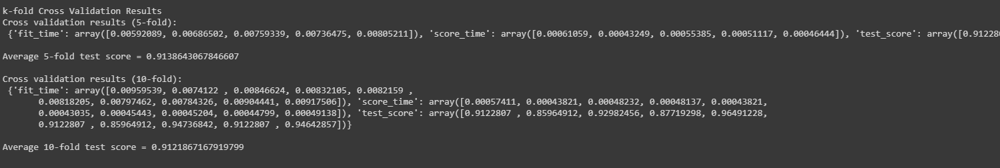 k-fold Cross Validation Results
Cross validation results (5-fold):
{'fit_time': array([0.00592089, 0.00686502, 0.00759339, 0.00736475, 0.00805211]), 'score_time': array([0.00061059, 0.00043249, 0.00055385, 0.00051117, 0.00046444]), 'test_score': array([0.91228
Average 5-fold test score = 0.9138643067846607
Cross validation results (10-fold):
{'fit_time': array([0.00959539, 0.0074122 , 0.00846624, 0.00832105, 0.0082159 ,
0.00818205, 0.00797462, 0.00784326, 0.00904441, 0.00917506]), 'score_time': array([0.00057411, 0.00043821, 0.00048232, 0.00048137, 0.00043821,
0.00043035, 0.00045443, 0.00045204, 0.00044799, 0.00049138]), 'test_score': array([0.9122807 , 0.85964912, 0.92982456, 0.87719298, 0.96491228,
0.9122807 , 0.85964912, 0.94736842, 0.9122807 , 0.94642857])}
Average 10-fold test score = 0.9121867167919799